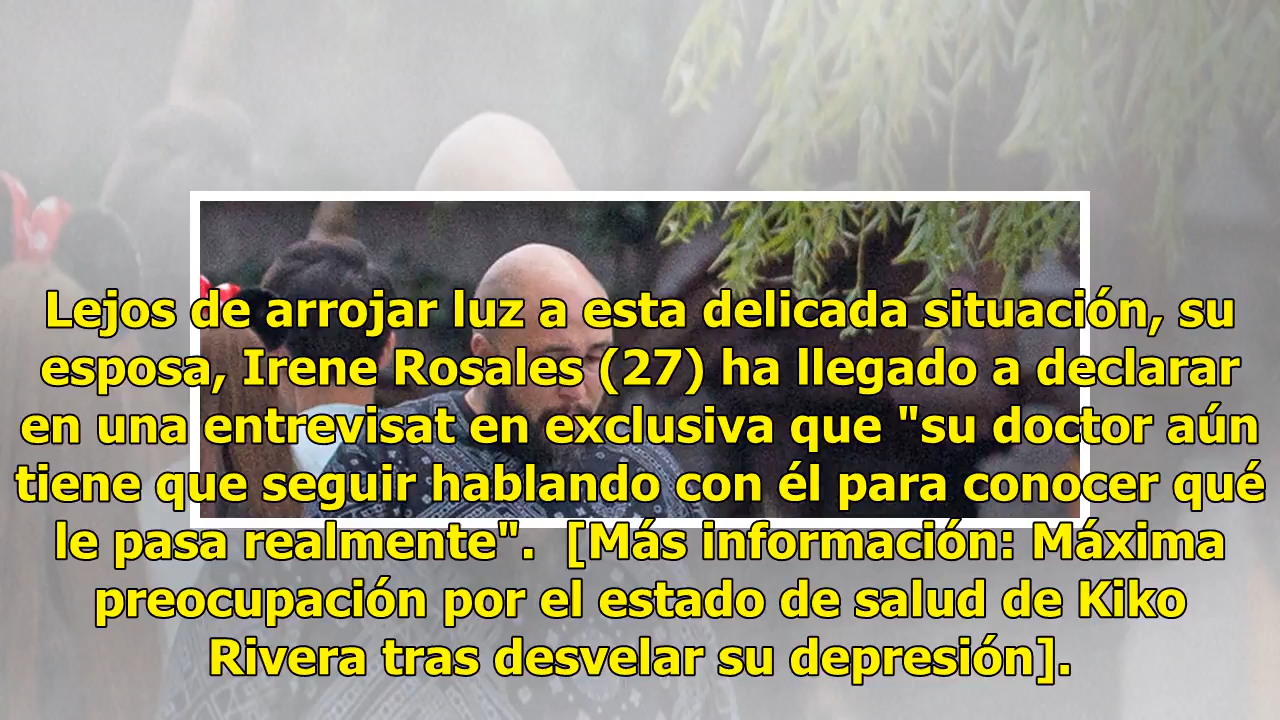 Lejos de arrojar luz a esta delicada situación, su
esposa, Irene Rosales (27) ha llegado a declarar
en una entrevisat en exclusiva que "su doctor aún
tiene que seguir hablando con él para conocer qué
le pasa realmente".  [Más información: Máxima
preocupación por el estado de salud de Kiko
Rivera tras desvelar su depresión].